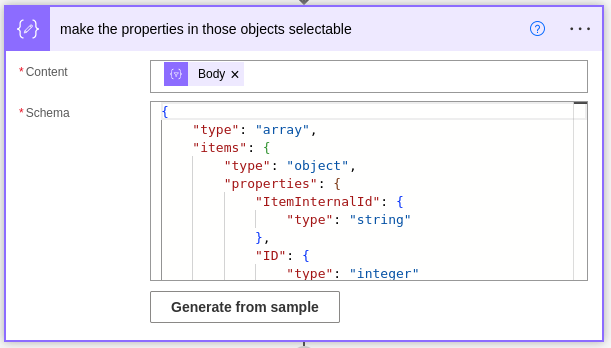 make the properties in those objects selectable ? ...
* Content
Body ×
* Schema
{
    "type": "array",
    "items": {
        "type": "object",
        "properties": {
            "ItemInternalId": {
                "type": "string"
            },
            "ID": {
                "type": "integer"
Generate from sample